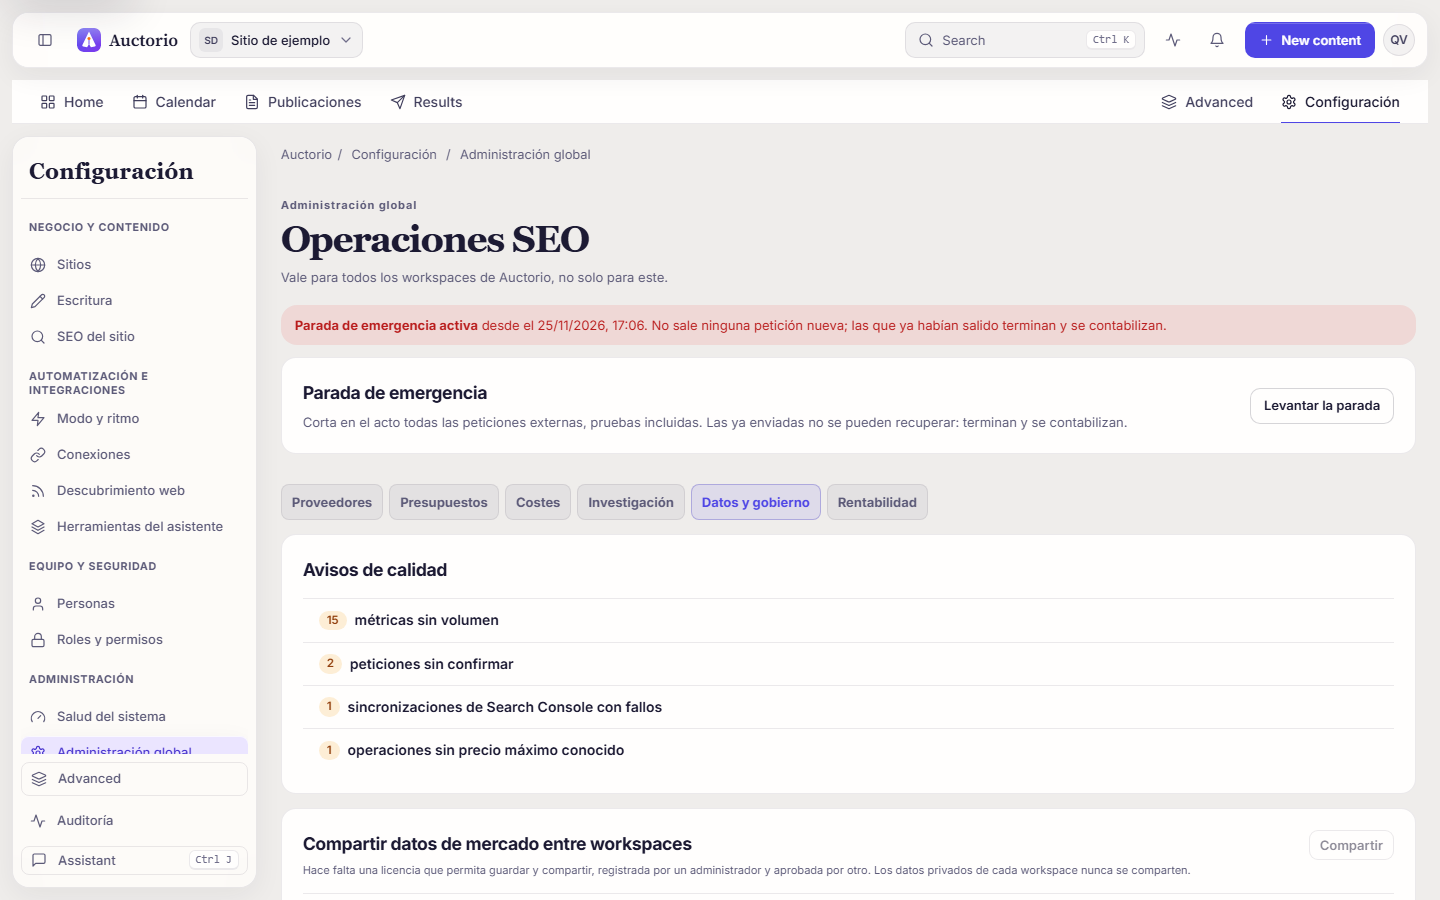 Auctorio
SD Sitio de ejemplo
Search Ctrl K
New content
QV
Home
Calendar
Publicaciones
Results
Advanced
Configuración
Configuración
NEGOCIO Y CONTENIDO
Sitios
Escritura
SEO del sitio
AUTOMATIZACIÓN E
INTEGRACIONES
Modo y ritmo
Conexiones
Descubrimiento web
Herramientas del asistente
EQUIPO Y SEGURIDAD
Personas
Roles y permisos
ADMINISTRACIÓN
Salud del sistema
Administración global
Advanced
Auditoría
Assistant Ctrl J
Auctorio / Configuración / Administración global
Administración global
Operaciones SEO
Vale para todos los workspaces de Auctorio, no solo para este.
Parada de emergencia activa desde el 25/11/2026, 17:06. No sale ninguna petición nueva; las que ya habían salido terminan y se contabilizan.
Parada de emergencia
Corta en el acto todas las peticiones externas, pruebas incluidas. Las ya enviadas no se pueden recuperar: terminan y se contabilizan.
Levantar la parada
Proveedores
Presupuestos
Costes
Investigación
Datos y gobierno
Rentabilidad
Avisos de calidad
15 métricas sin volumen
2 peticiones sin confirmar
1 sincronizaciones de Search Console con fallos
1 operaciones sin precio máximo conocido
Compartir datos de mercado entre workspaces
Hace falta una licencia que permita guardar y compartir, registrada por un administrador y aprobada por otro. Los datos privados de cada workspace nunca se comparten.
Compartir